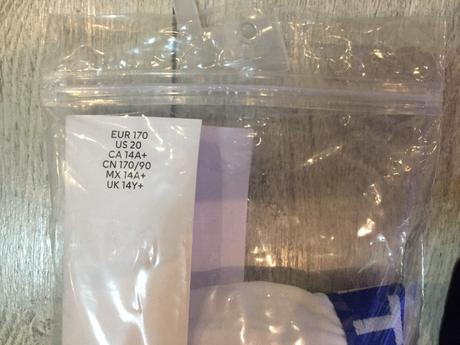 EUR 170
US 20
CA 14A+
CN 170/90
MX 14A+
UK 14Y+